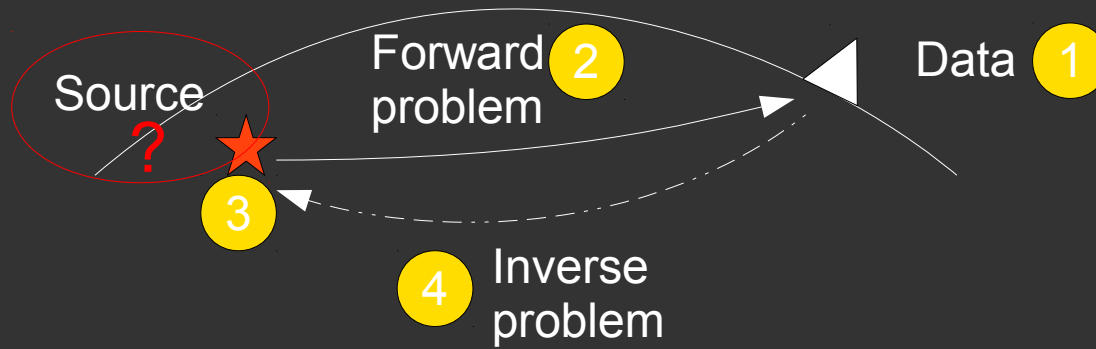 Forward
problem
2
Data
1
Source
?
3
4
Inverse
problem